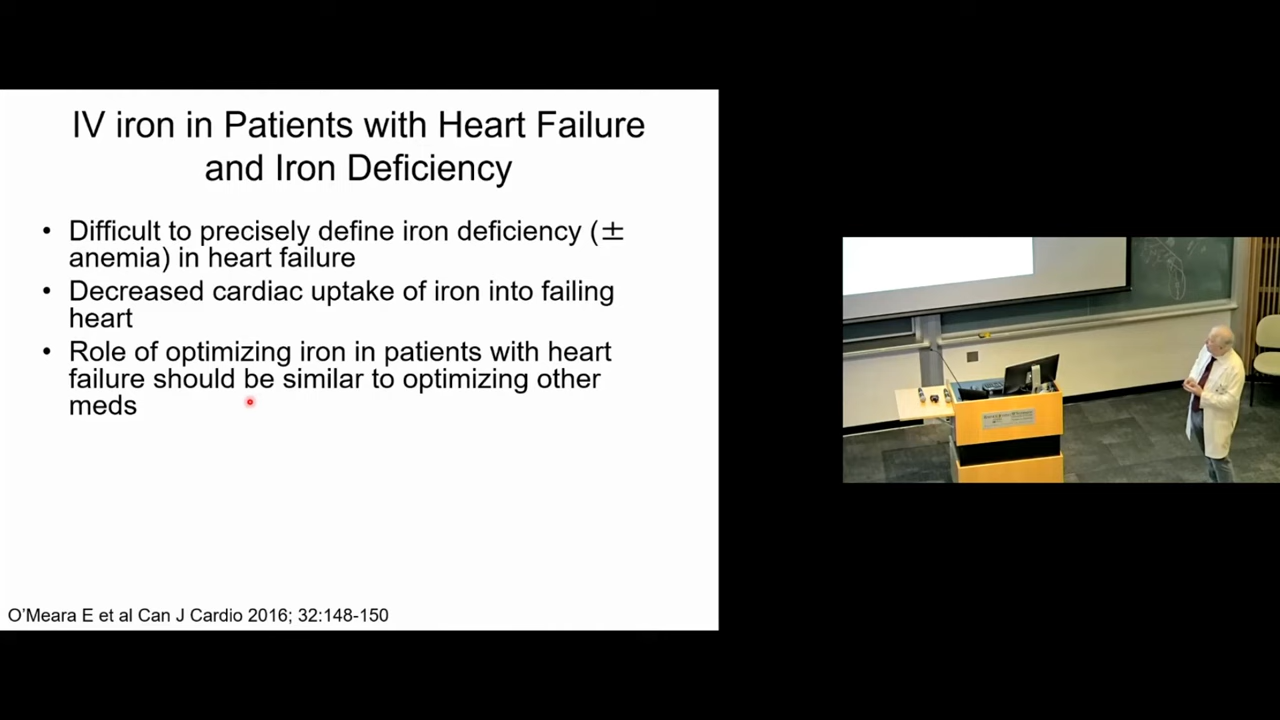 IV iron in Patients with Heart Failure
and Iron Deficiency
• Difficult to precisely define iron deficiency (±
anemia) in heart failure
• Decreased cardiac uptake of iron into failing
heart
• Role of optimizing iron in patients with heart
failure should be similar to optimizing other
meds
O'Meara E et al Can J Cardio 2016; 32:148-150